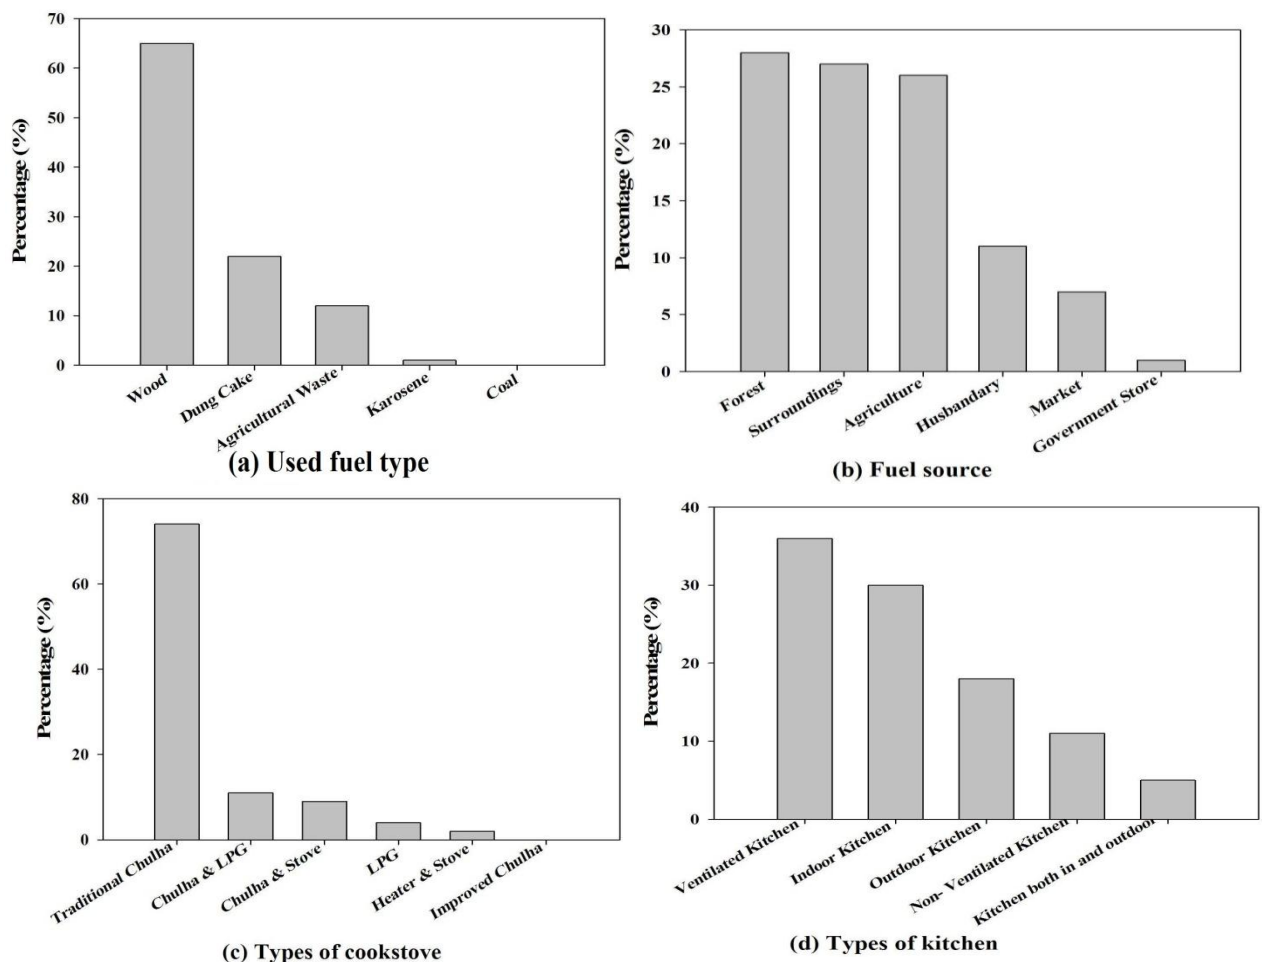 70
60
50
40
30
20
10
0
Percentage (%)
Wood
Dung Cake
Agricultural Waste
Karosene
Coal
(a) Used fuel type
30
25
20
15
10
5
0
Percentage (%)
Forest
Surroundings
Agriculture
Husbandary
Market
Government Store
(b) Fuel source
80
60
40
20
0
Percentage (%)
Traditional Chulha
Chulha & LPG
Chulha & Stove
LPG
Heater & Stove
Improved Chulha
(c) Types of cookstove
40
30
20
10
0
Percentage (%)
Ventilated Kitchen
Indoor Kitchen
Outdoor Kitchen
Non- Ventilated Kitchen
Kitchen both in and outdoor
(d) Types of kitchen